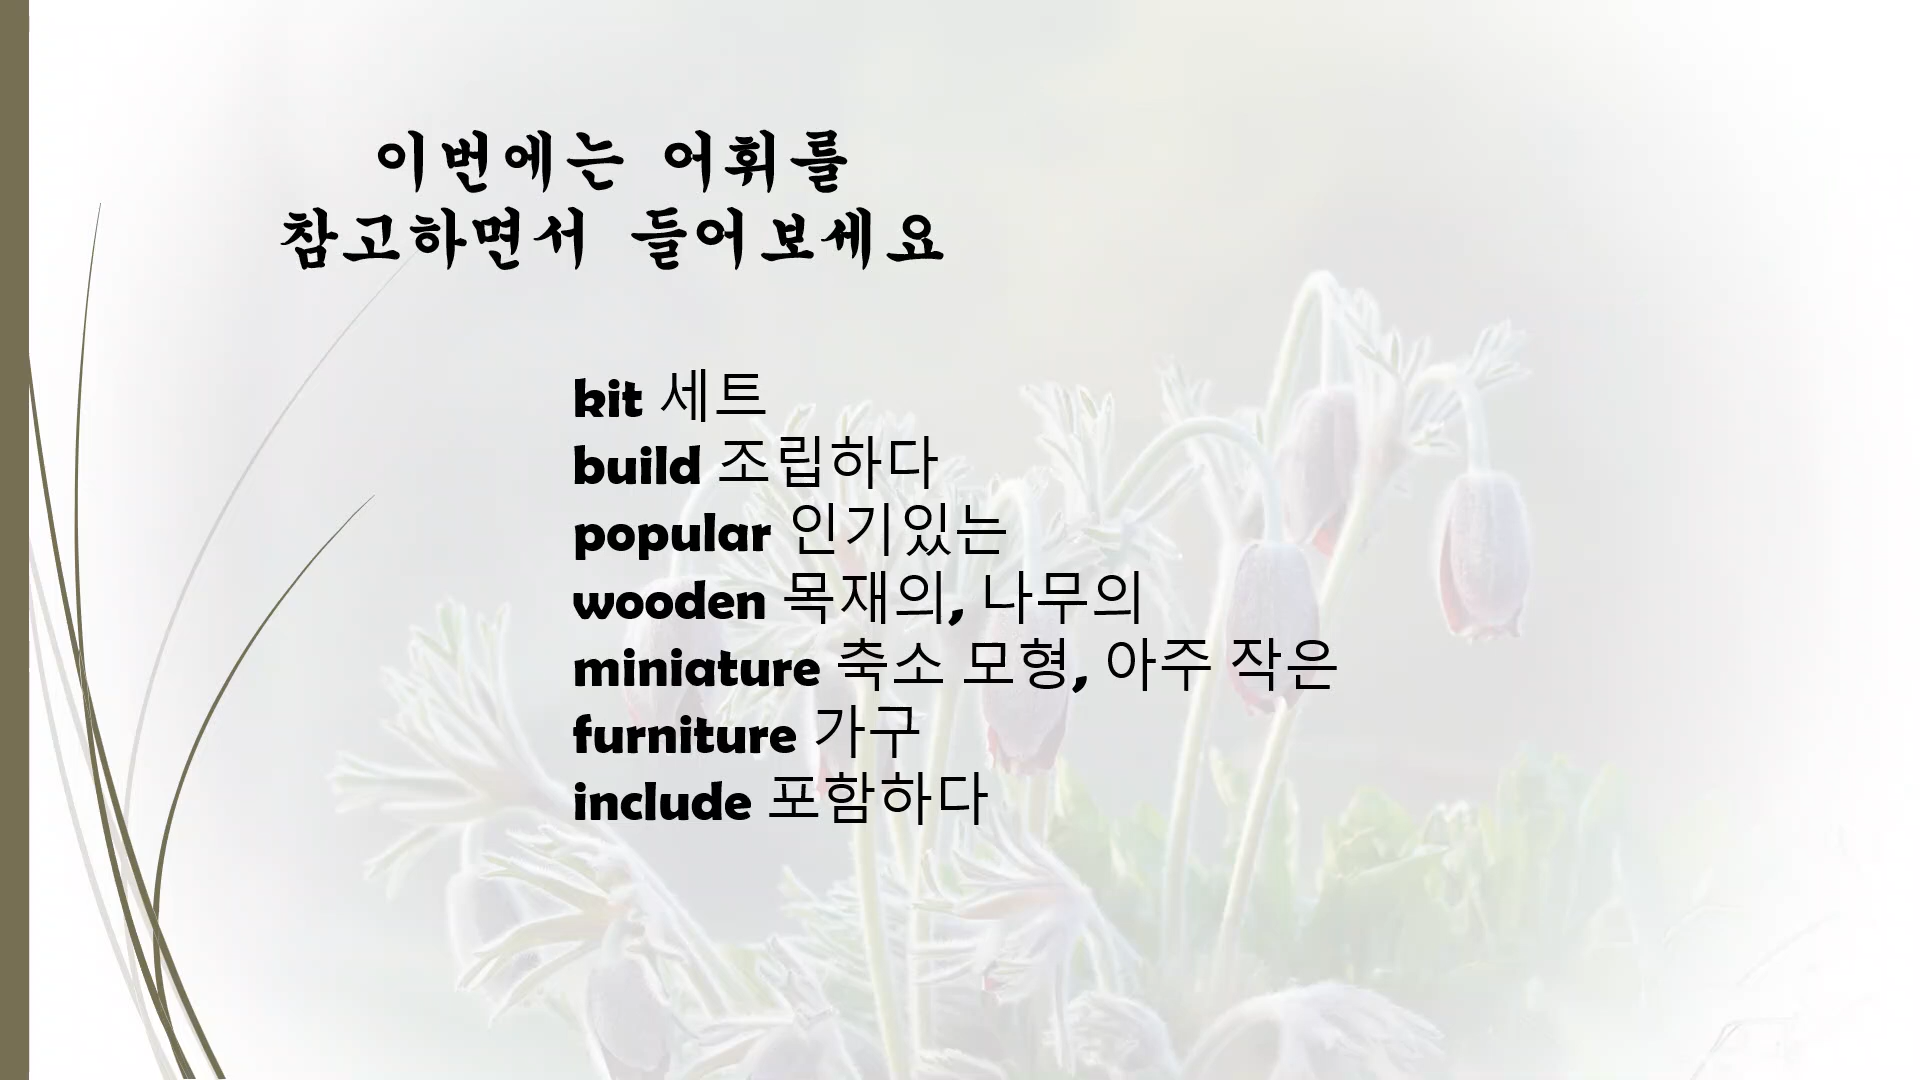 이번에는 어휘를
참고하면서 들어보세요
kit 세트
build 조립하다
popular 인기있는
wooden 목재의, 나무의
miniature 축소 모형, 아주 작은
furniture 가구
include 포함하다